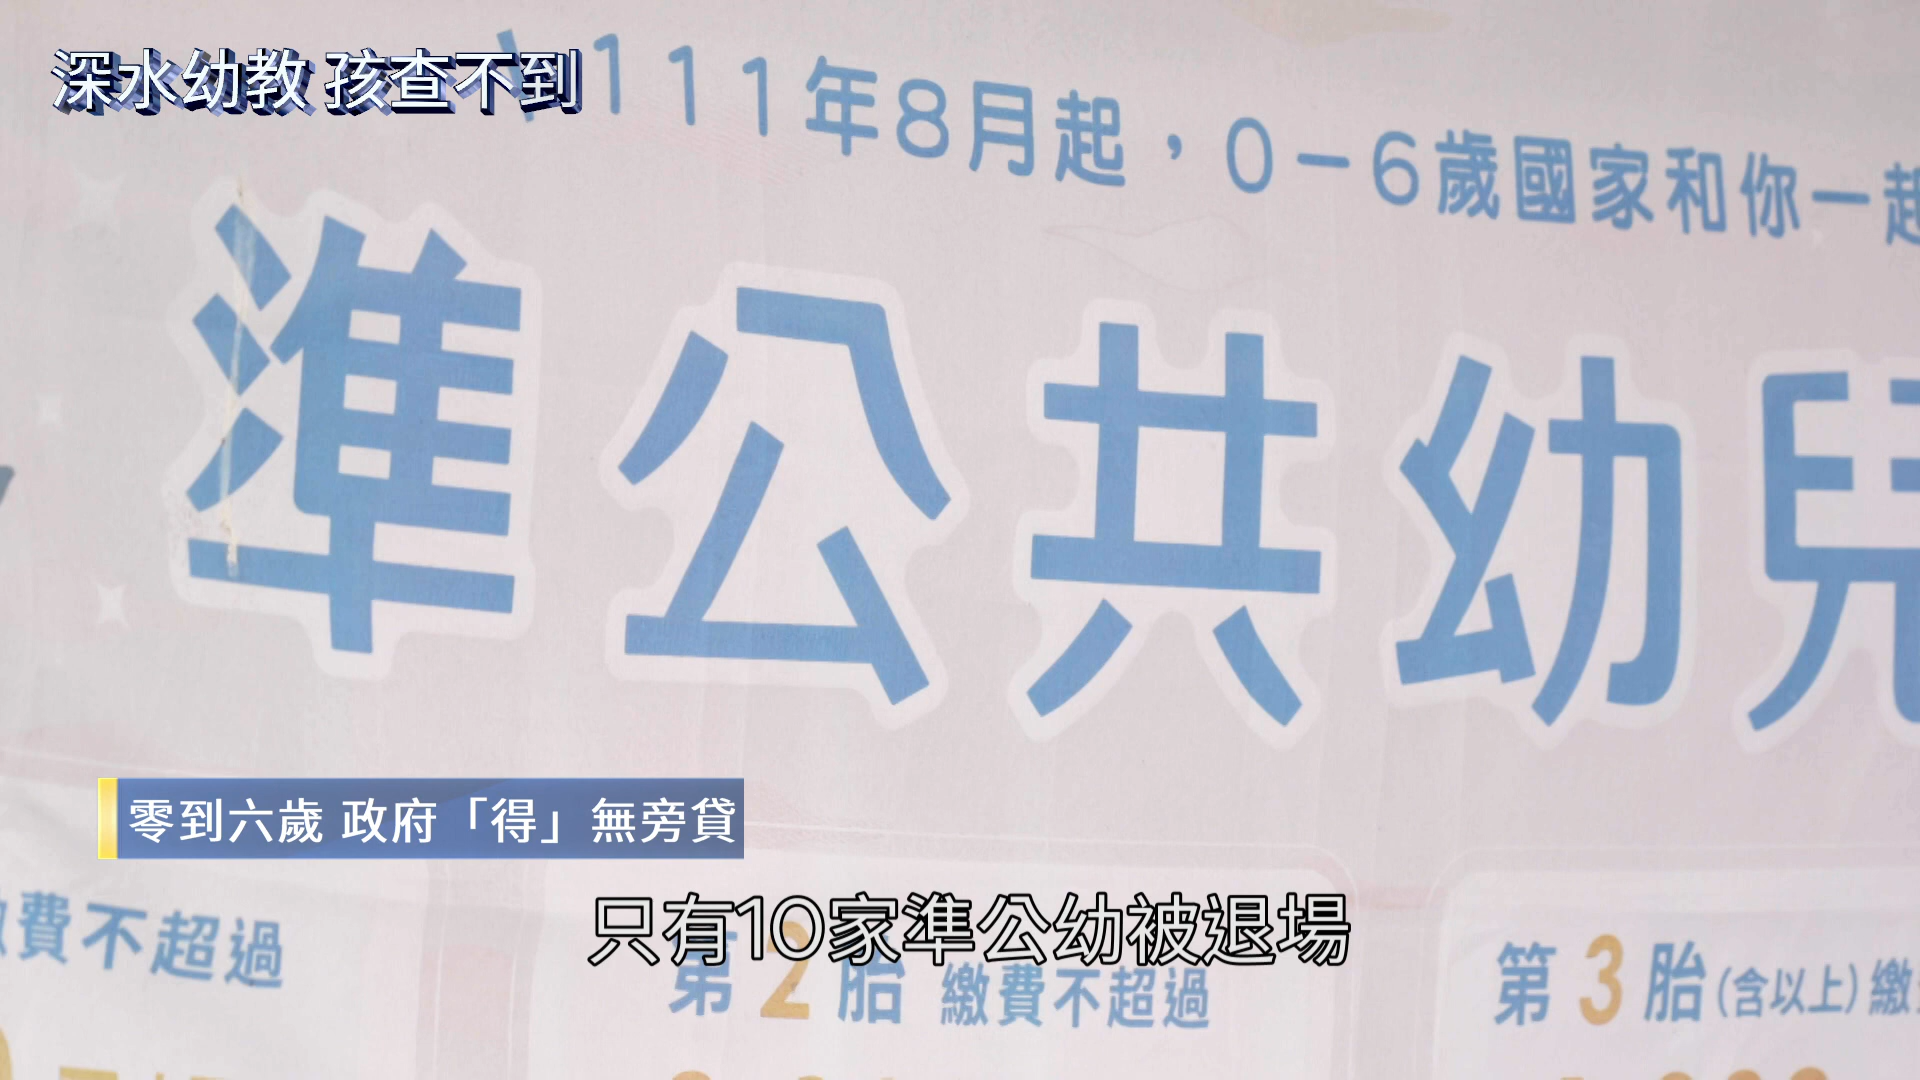 深水幼教 孩查不到
111年8月起，0－6歲國家和你一起
準公共幼兒
零到六歲 政府「得」無旁貸
只有10家準公幼被退場
繳費不超過
第2胎 繳費不超過
第3胎(含以上)繳